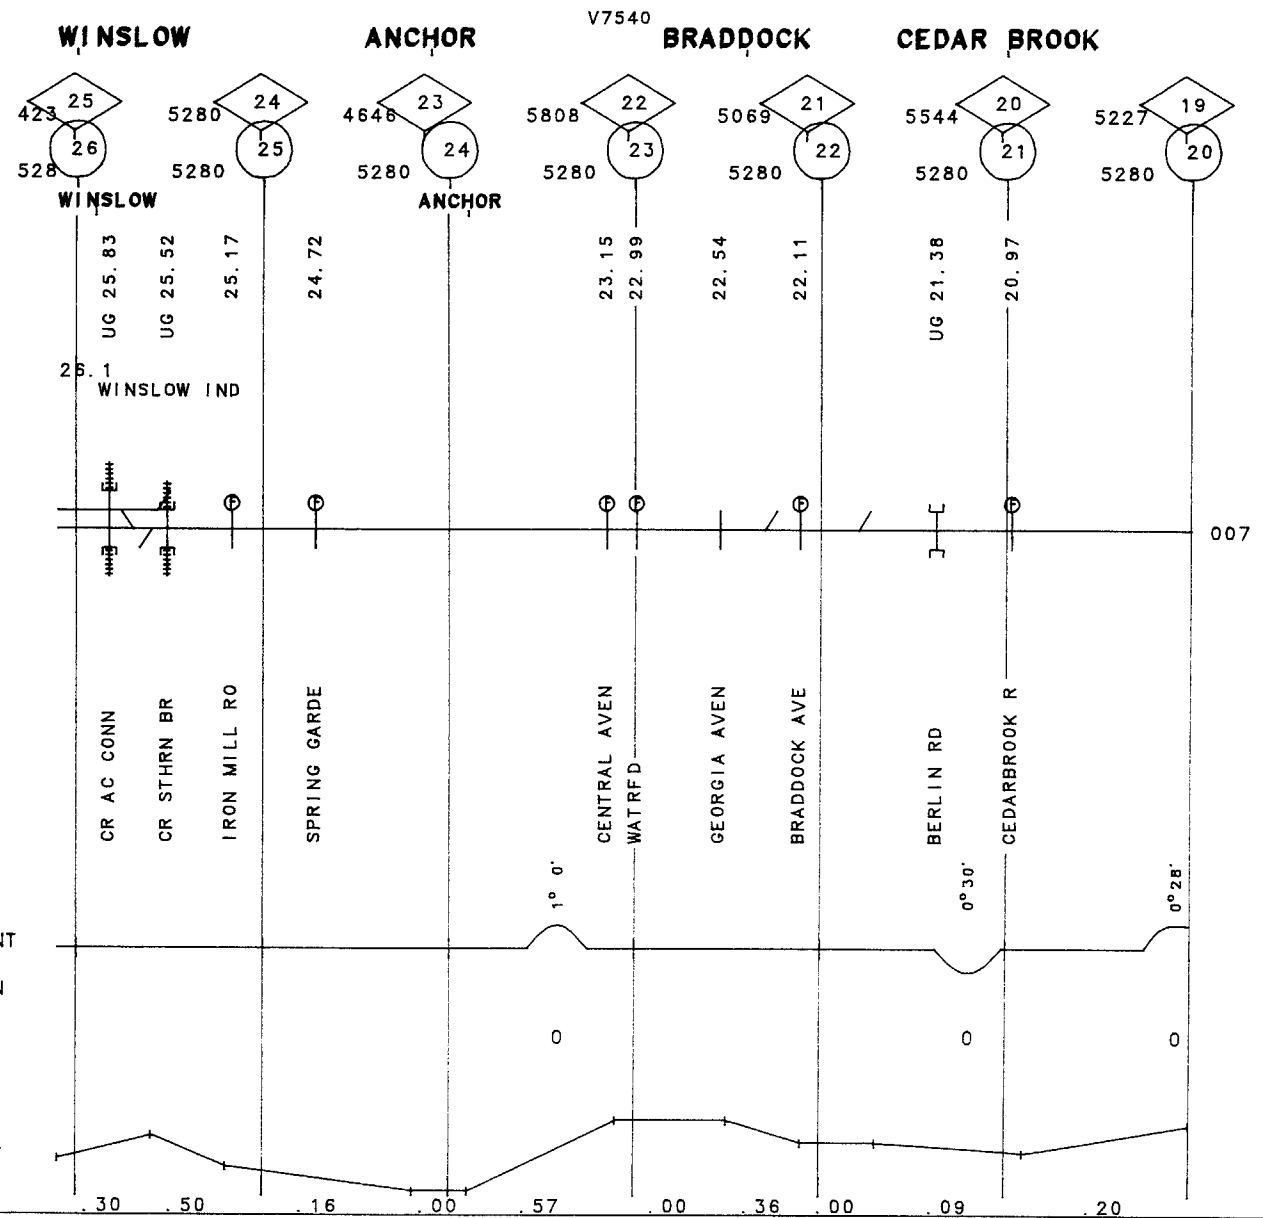 V7540
WINSLOW ANCHOR BRADDOCK CEDAR BROOK
25 24 23 22 21 20 19
423 5280 4646 5808 5069 5544 5227
26 25 24 23 22 21 20
528 5280 5280 5280 5280 5280 5280
WINSLOW ANCHOR
UG 25.83
UG 25.52
25.17
24.72
23.15
22.99
22.54
22.11
UG 21.38
20.97
26.1
WINSLOW IND
F F F F F F
007
CR AC CONN
CR STHRN BR
IRON MILL RO
SPRING GARDE
CENTRAL AVEN
WATRFD
GEORGIA AVEN
BRADDOCK AVE
BERLIN RD
CEDARBROOK R
1° 0'
0°30'
0°28'
NT
N
0 0 0
.30 .50 .16 .00 .57 .00 .36 .00 .09 .20